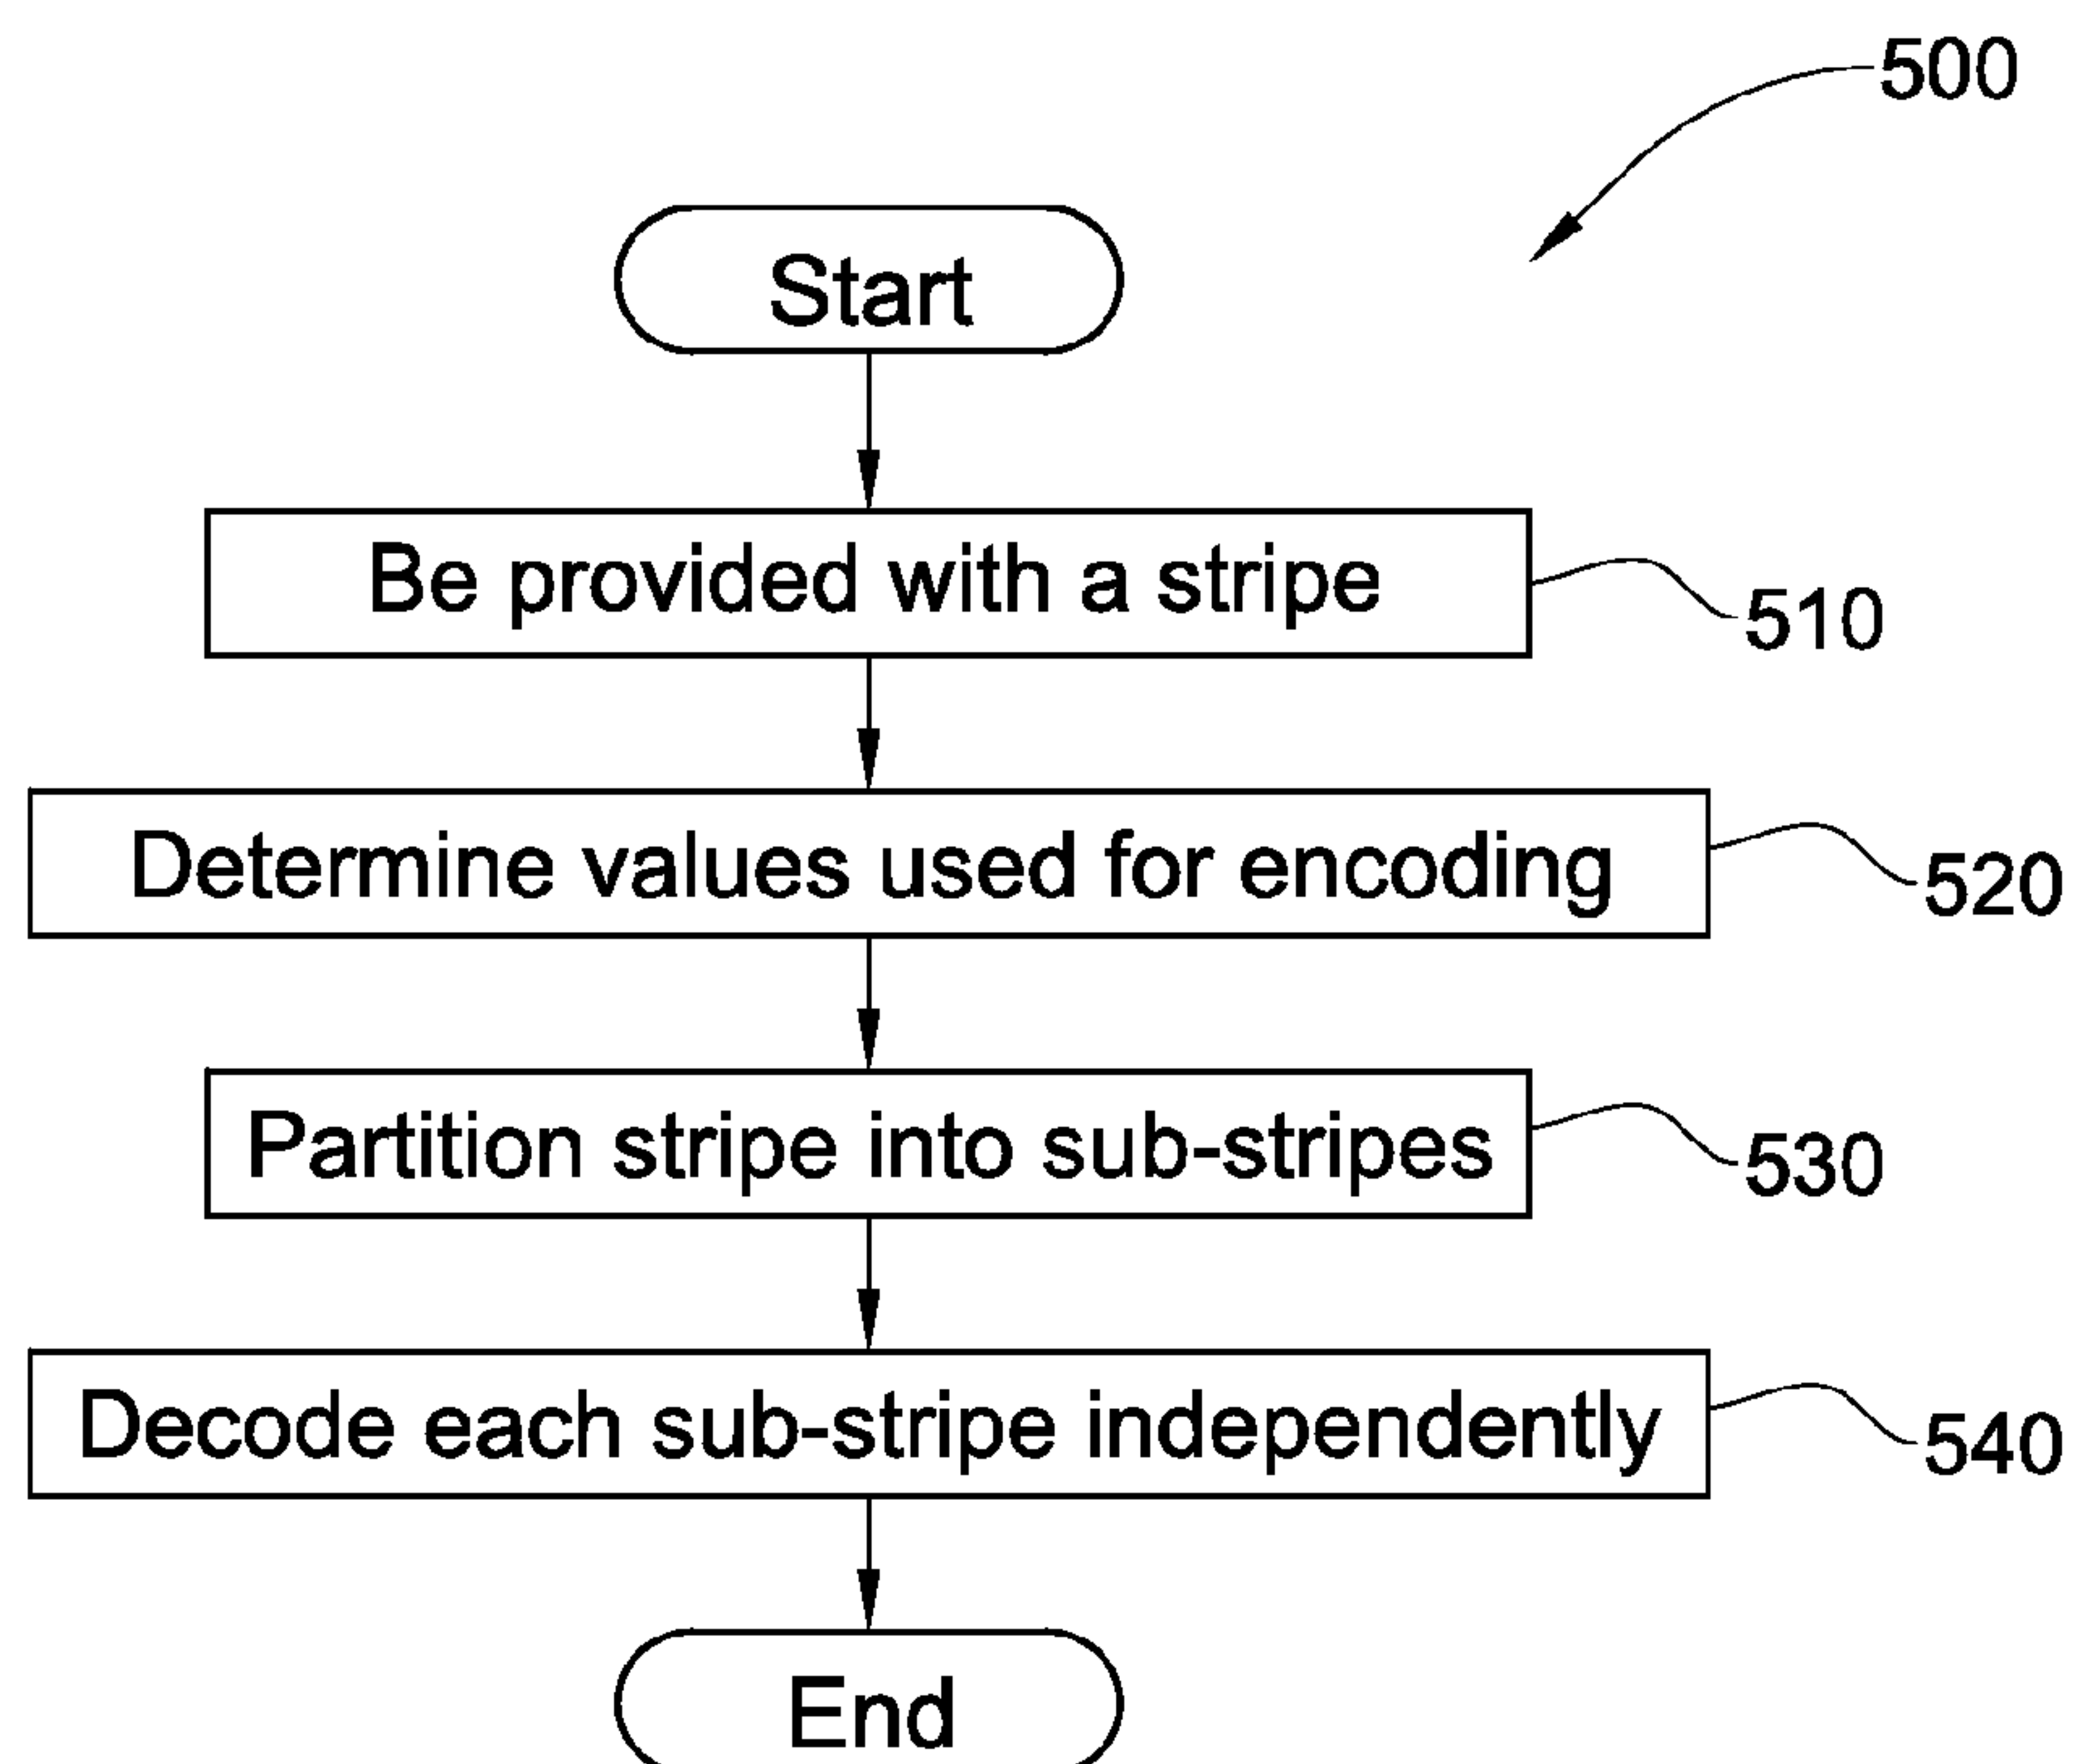 500
Start
Be provided with a stripe
510
Determine values used for encoding
520
Partition stripe into sub-stripes
530
Decode each sub-stripe independently
540
End